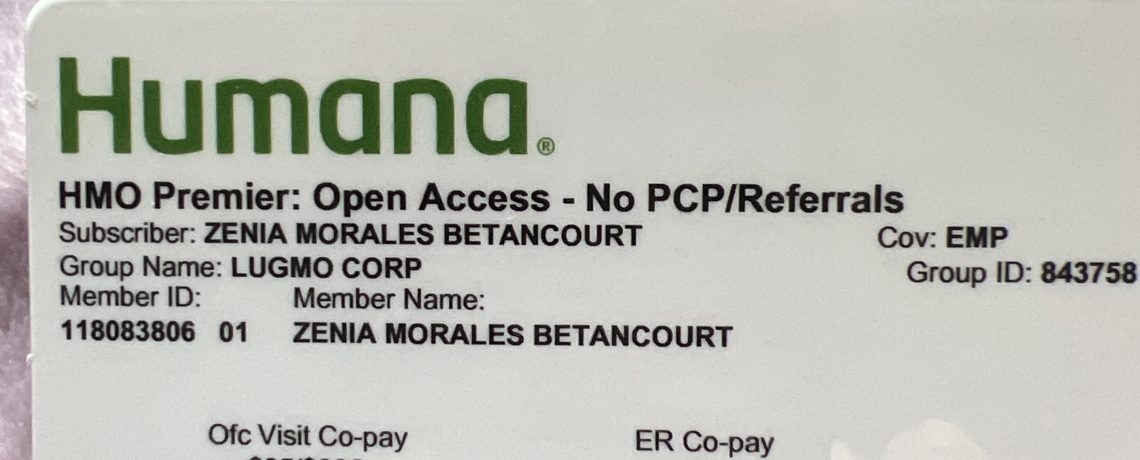 Humana®
HMO Premier: Open Access - No PCP/Referrals
Subscriber: ZENIA MORALES BETANCOURT Cov: EMP
Group Name: LUGMO CORP Group ID: 843758
Member ID: Member Name:
118083806 01 ZENIA MORALES BETANCOURT
Ofc Visit Co-pay ER Co-pay